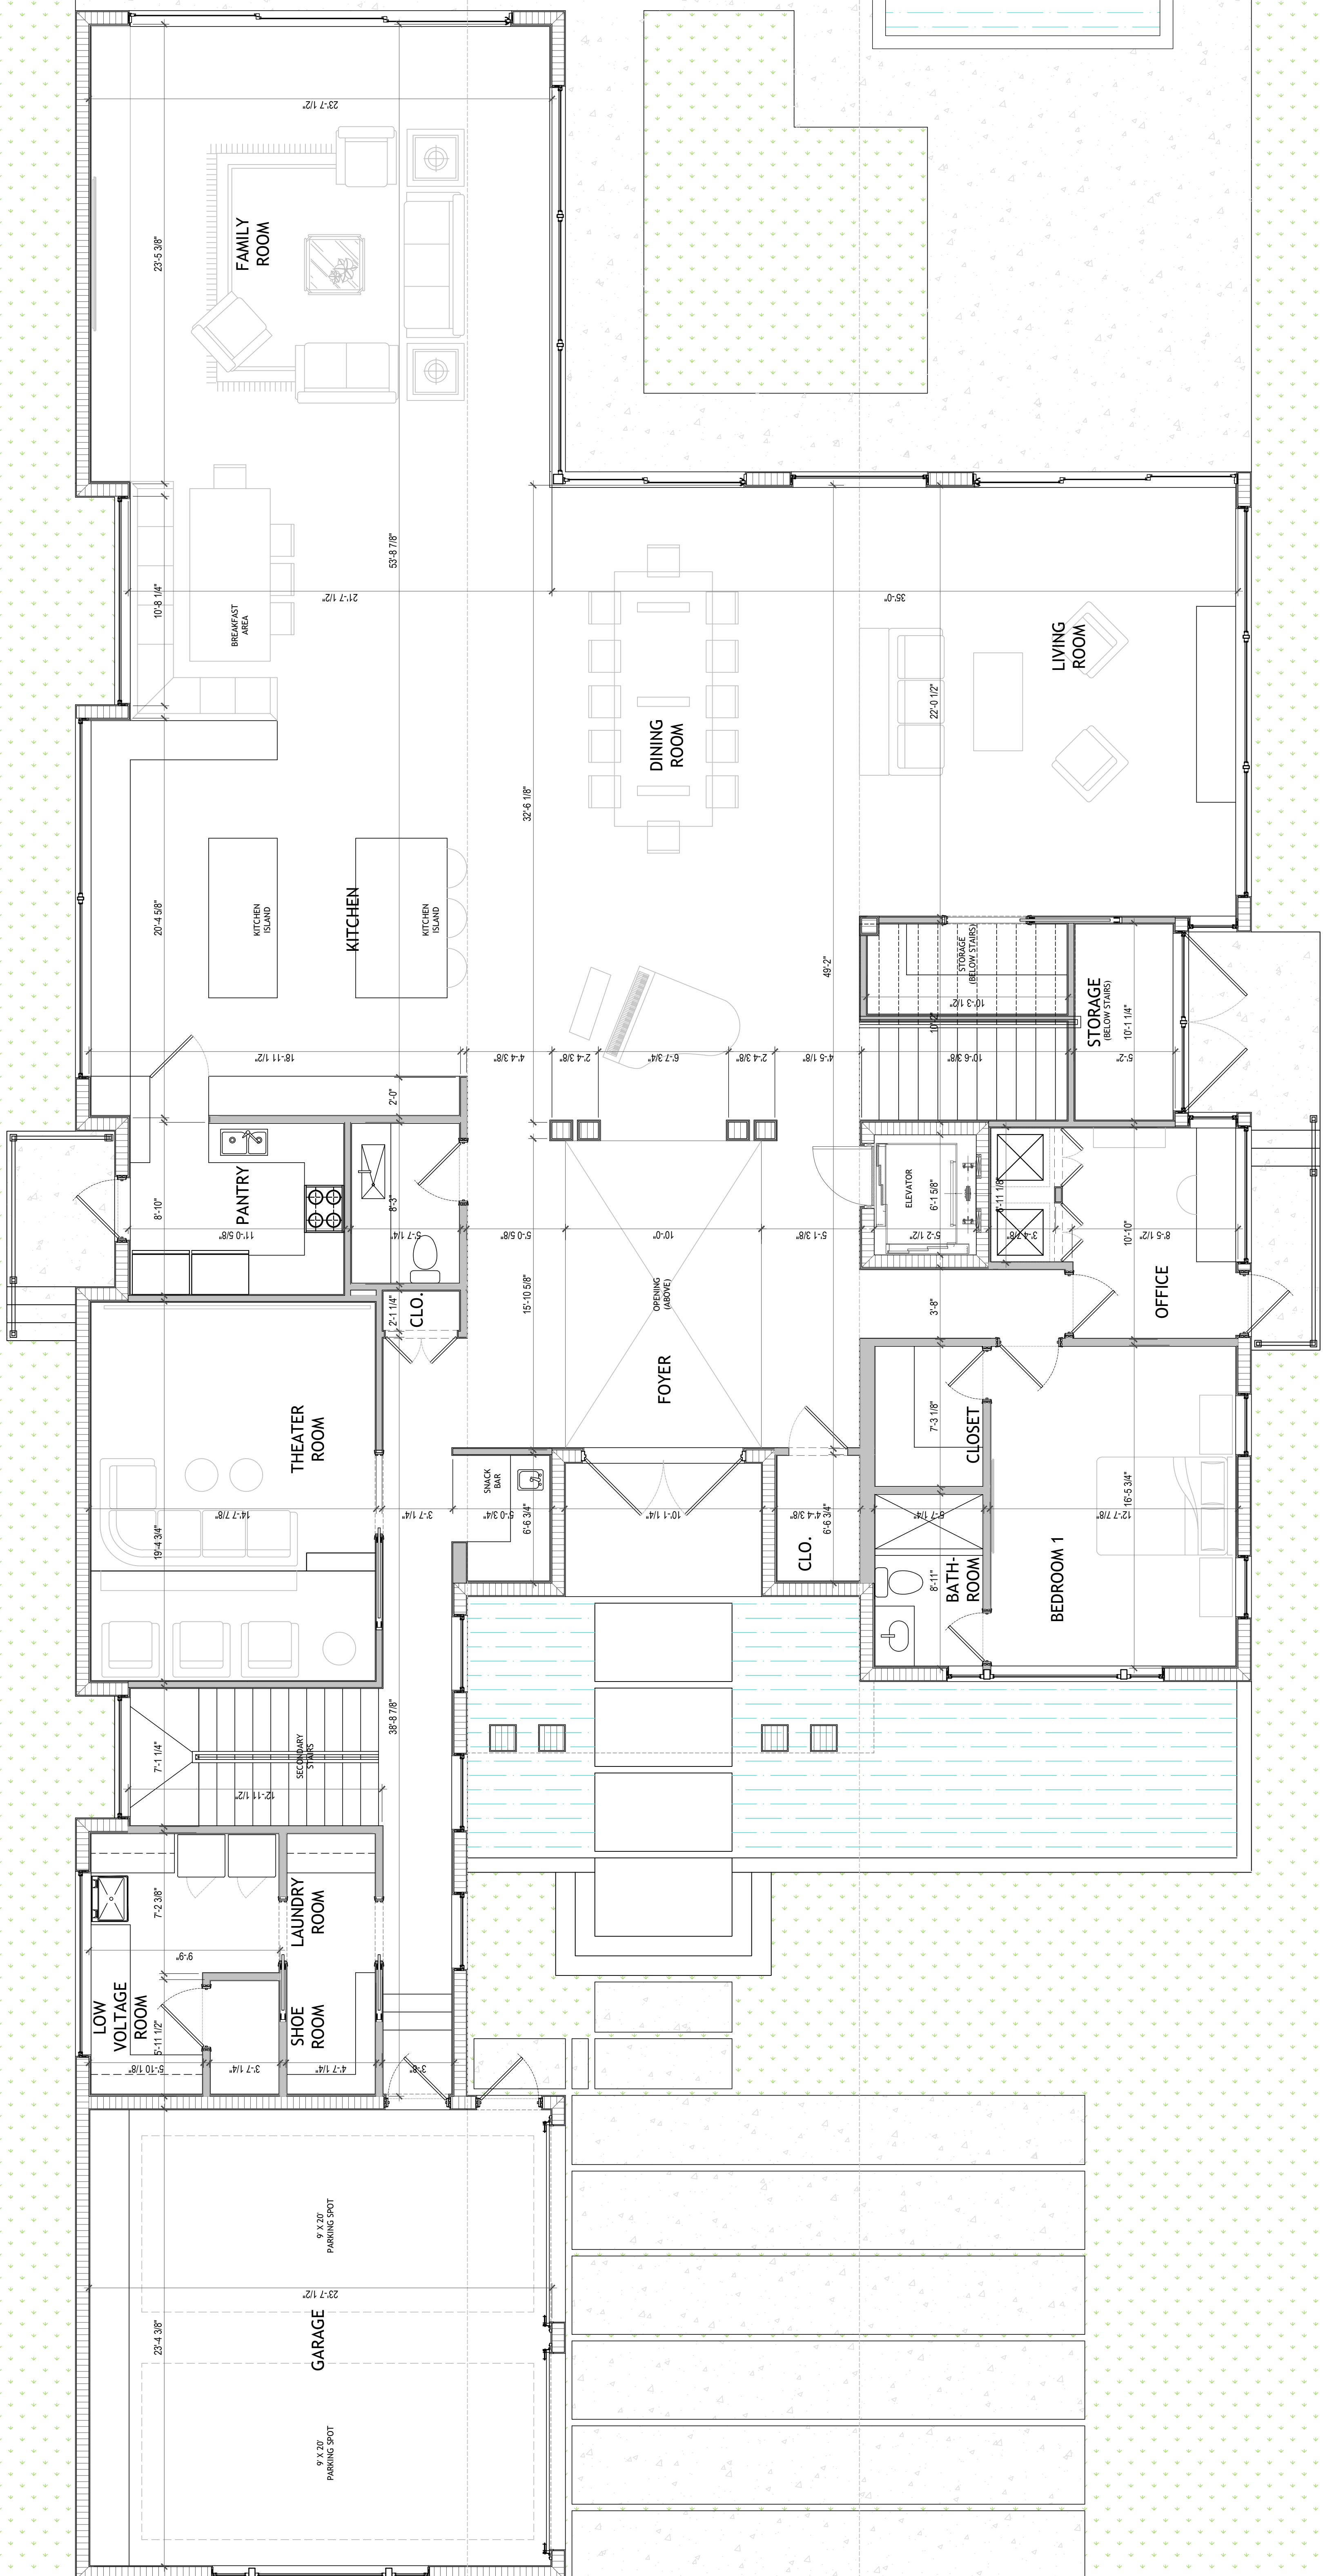 23'-7 1/2"
FAMILY
ROOM
23'-5 3/8"
53'-8 7/8"
10'-8 1/4"
BREAKFAST
AREA
21'-7 1/2"
35'-0"
LIVING
ROOM
22'-0 1/2"
DINING
ROOM
32'-6 1/8"
20'-4 5/8"
KITCHEN
ISLAND
KITCHEN
KITCHEN
ISLAND
49'-2"
STORAGE
(BELOW STAIRS)
10'-3 1/2"
10'-2"
STORAGE
(BELOW STAIRS)
10'-1 1/4"
18'-11 1/2"
4'-4 3/8"
2'-4 3/8"
6'-7 3/4"
2'-4 3/8"
4'-5 1/8"
10'-6 3/8"
5'-2"
2'-0"
PANTRY
8'-10"
8'-3"
ELEVATOR
6'-1 5/8"
11'-0 5/8"
5'-7 1/4"
5'-0 5/8"
10'-0"
5'-1 3/8"
5'-2 1/2"
3'-4 7/8"
8'-5 1/2"
10'-10"
OFFICE
15'-10 5/8"
OPENING
(ABOVE)
3'-8"
2'-1 1/4"
CLO.
FOYER
THEATER
ROOM
7'-3 1/8"
CLOSET
SNACK
BAR
14'-7 7/8"
3'-7 1/4"
5'-0 3/4"
10'-1 1/4"
4'-4 3/8"
5'-7 1/4"
12'-7 7/8"
16'-5 3/4"
6'-6 3/4"
6'-6 3/4"
19'-4 3/4"
CLO.
8'-11"
BATH-
ROOM
BEDROOM 1
38'-8 7/8"
7'-1 1/4"
SECONDARY
STAIRS
12'-11 1/2"
7'-2 3/8"
LAUNDRY
ROOM
9'-9"
LOW
VOLTAGE
ROOM
5'-11 1/2"
SHOE
ROOM
5'-10 1/8"
3'-7 1/4"
4'-7 1/4"
3'-8"
9' X 20'
PARKING SPOT
23'-7 1/2"
23'-4 3/8"
GARAGE
9' X 20'
PARKING SPOT